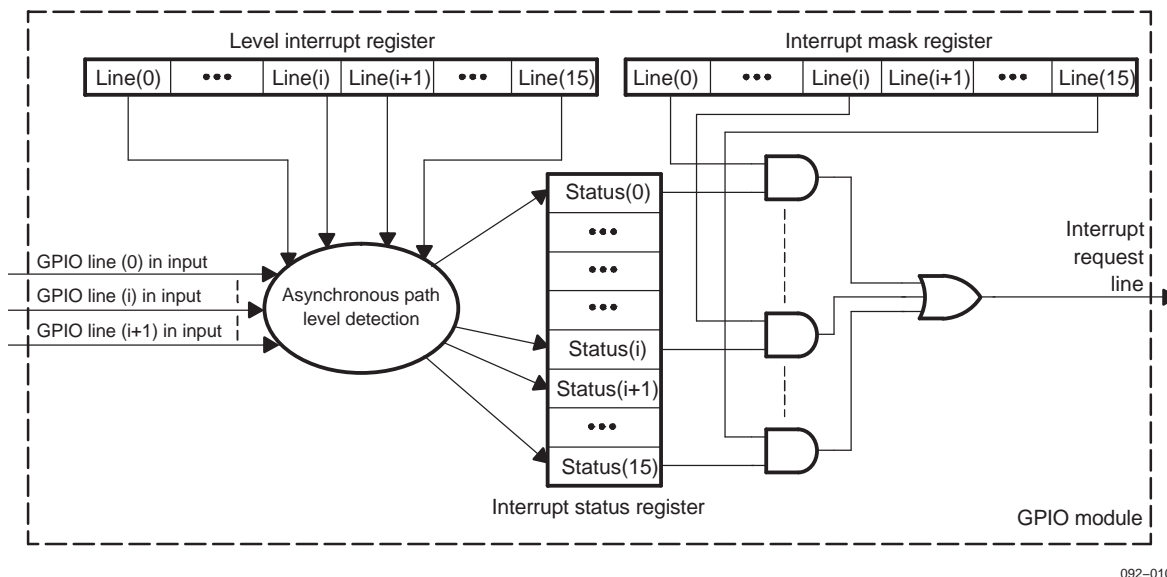 Level interrupt register
Interrupt mask register
Line(0) ••• Line(i) Line(i+1) ••• Line(15)
Line(0) ••• Line(i) Line(i+1) ••• Line(15)
Status(0)
•••
•••
•••
Status(i)
Status(i+1)
•••
Status(15)
Interrupt status register
GPIO line (0) in input
GPIO line (i) in input
GPIO line (i+1) in input
Asynchronous path
level detection
Interrupt
request
line
GPIO module
092–010